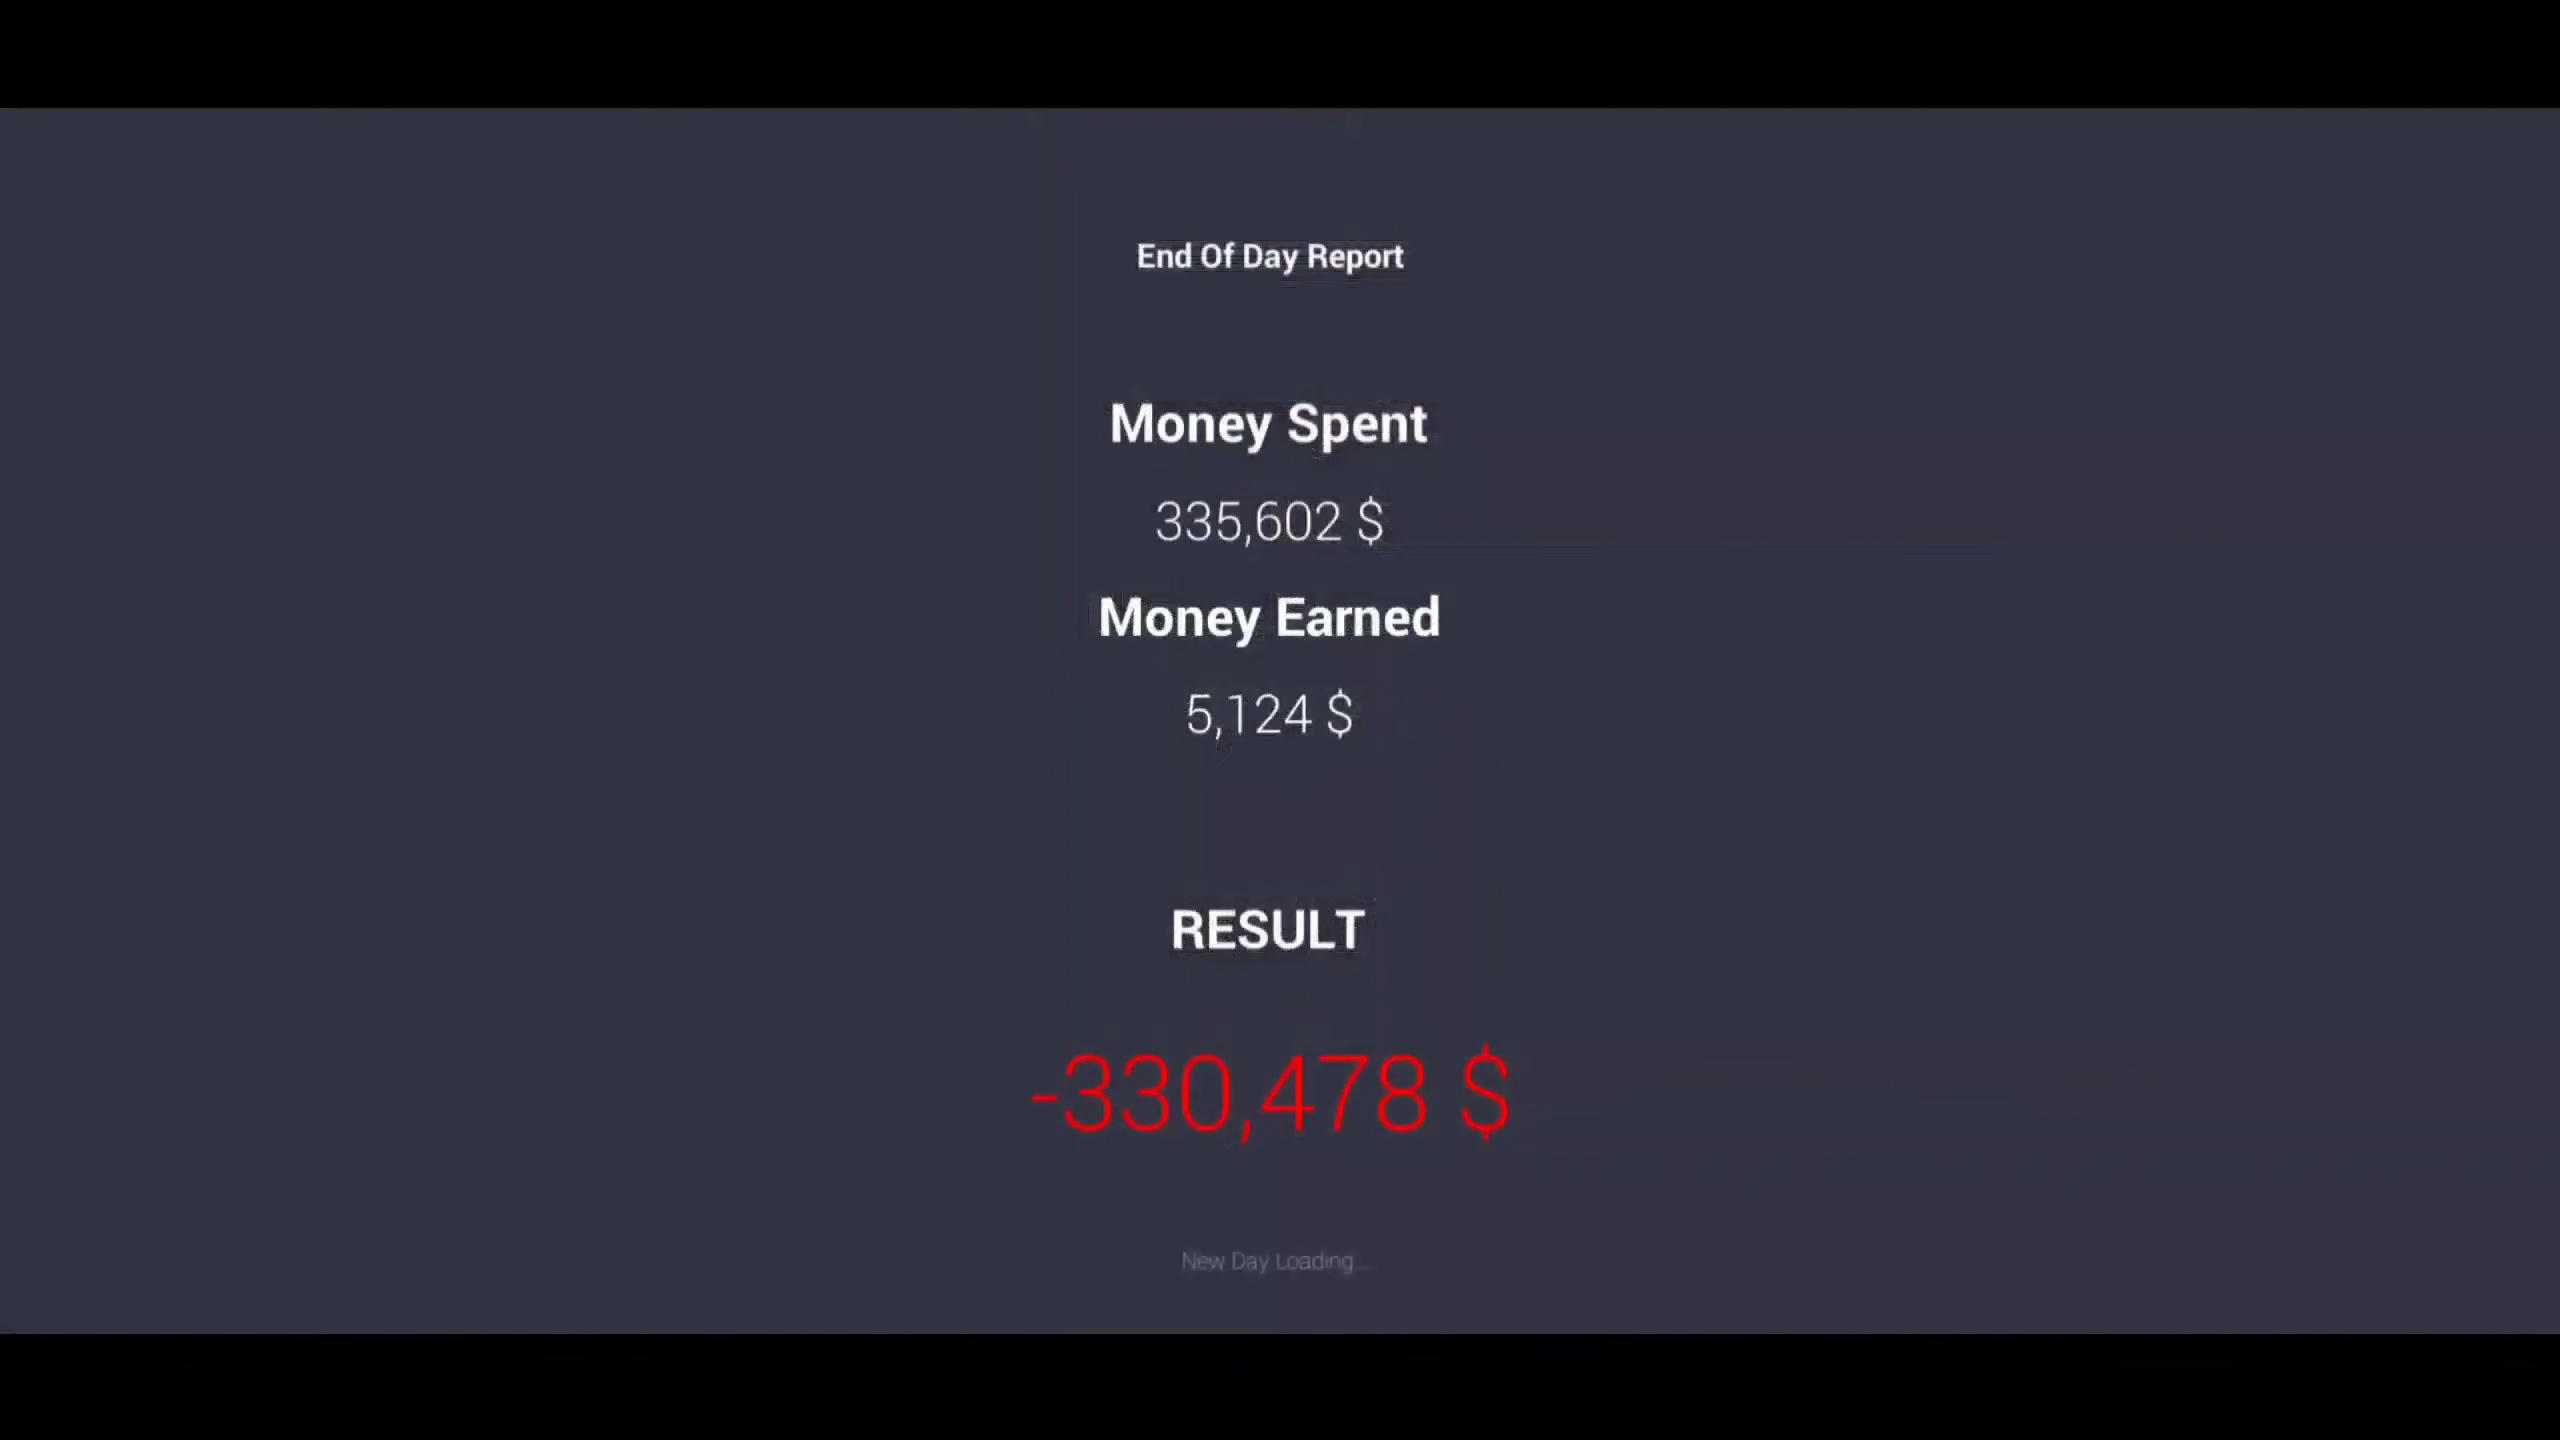 End Of Day Report
Money Spent
335,602 $
Money Earned
5,124 $
RESULT
-330,478 $
New Day Loading...